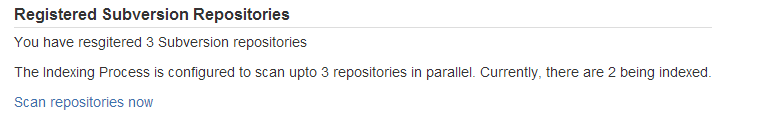 Registered Subversion Repositories
You have resgitered 3 Subversion repositories
The Indexing Process is configured to scan upto 3 repositories in parallel. Currently, there are 2 being indexed.
Scan repositories now